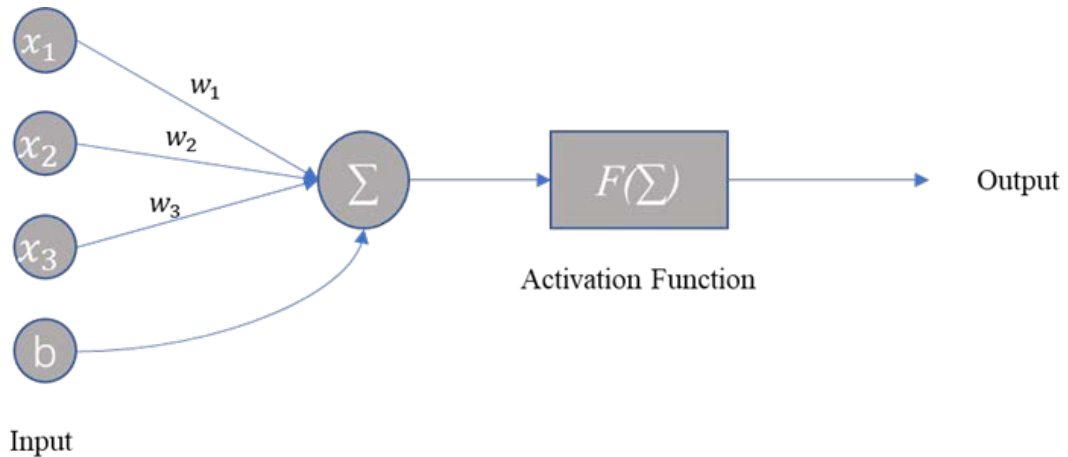 x₁
w₁
x₂
w₂
∑
F(∑)
Output
w₃
x₃
Activation Function
b
Input